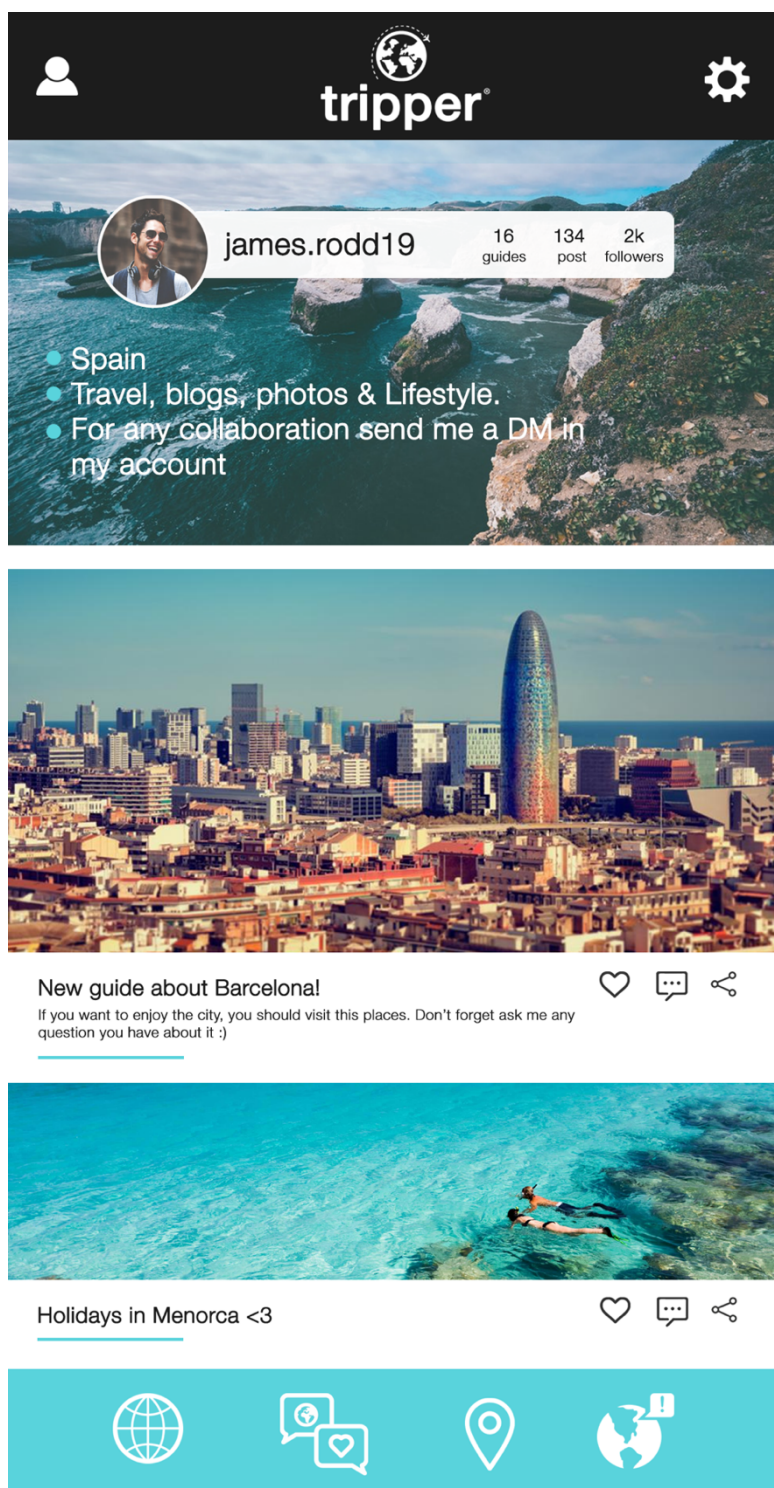 tripper®
james.rodd19
16 134 2k
guides post followers
Spain
Travel, blogs, photos & Lifestyle.
For any collaboration send me a DM in
my account
New guide about Barcelona!
If you want to enjoy the city, you should visit this places. Don't forget ask me any
question you have about it :)
Holidays in Menorca <3
!